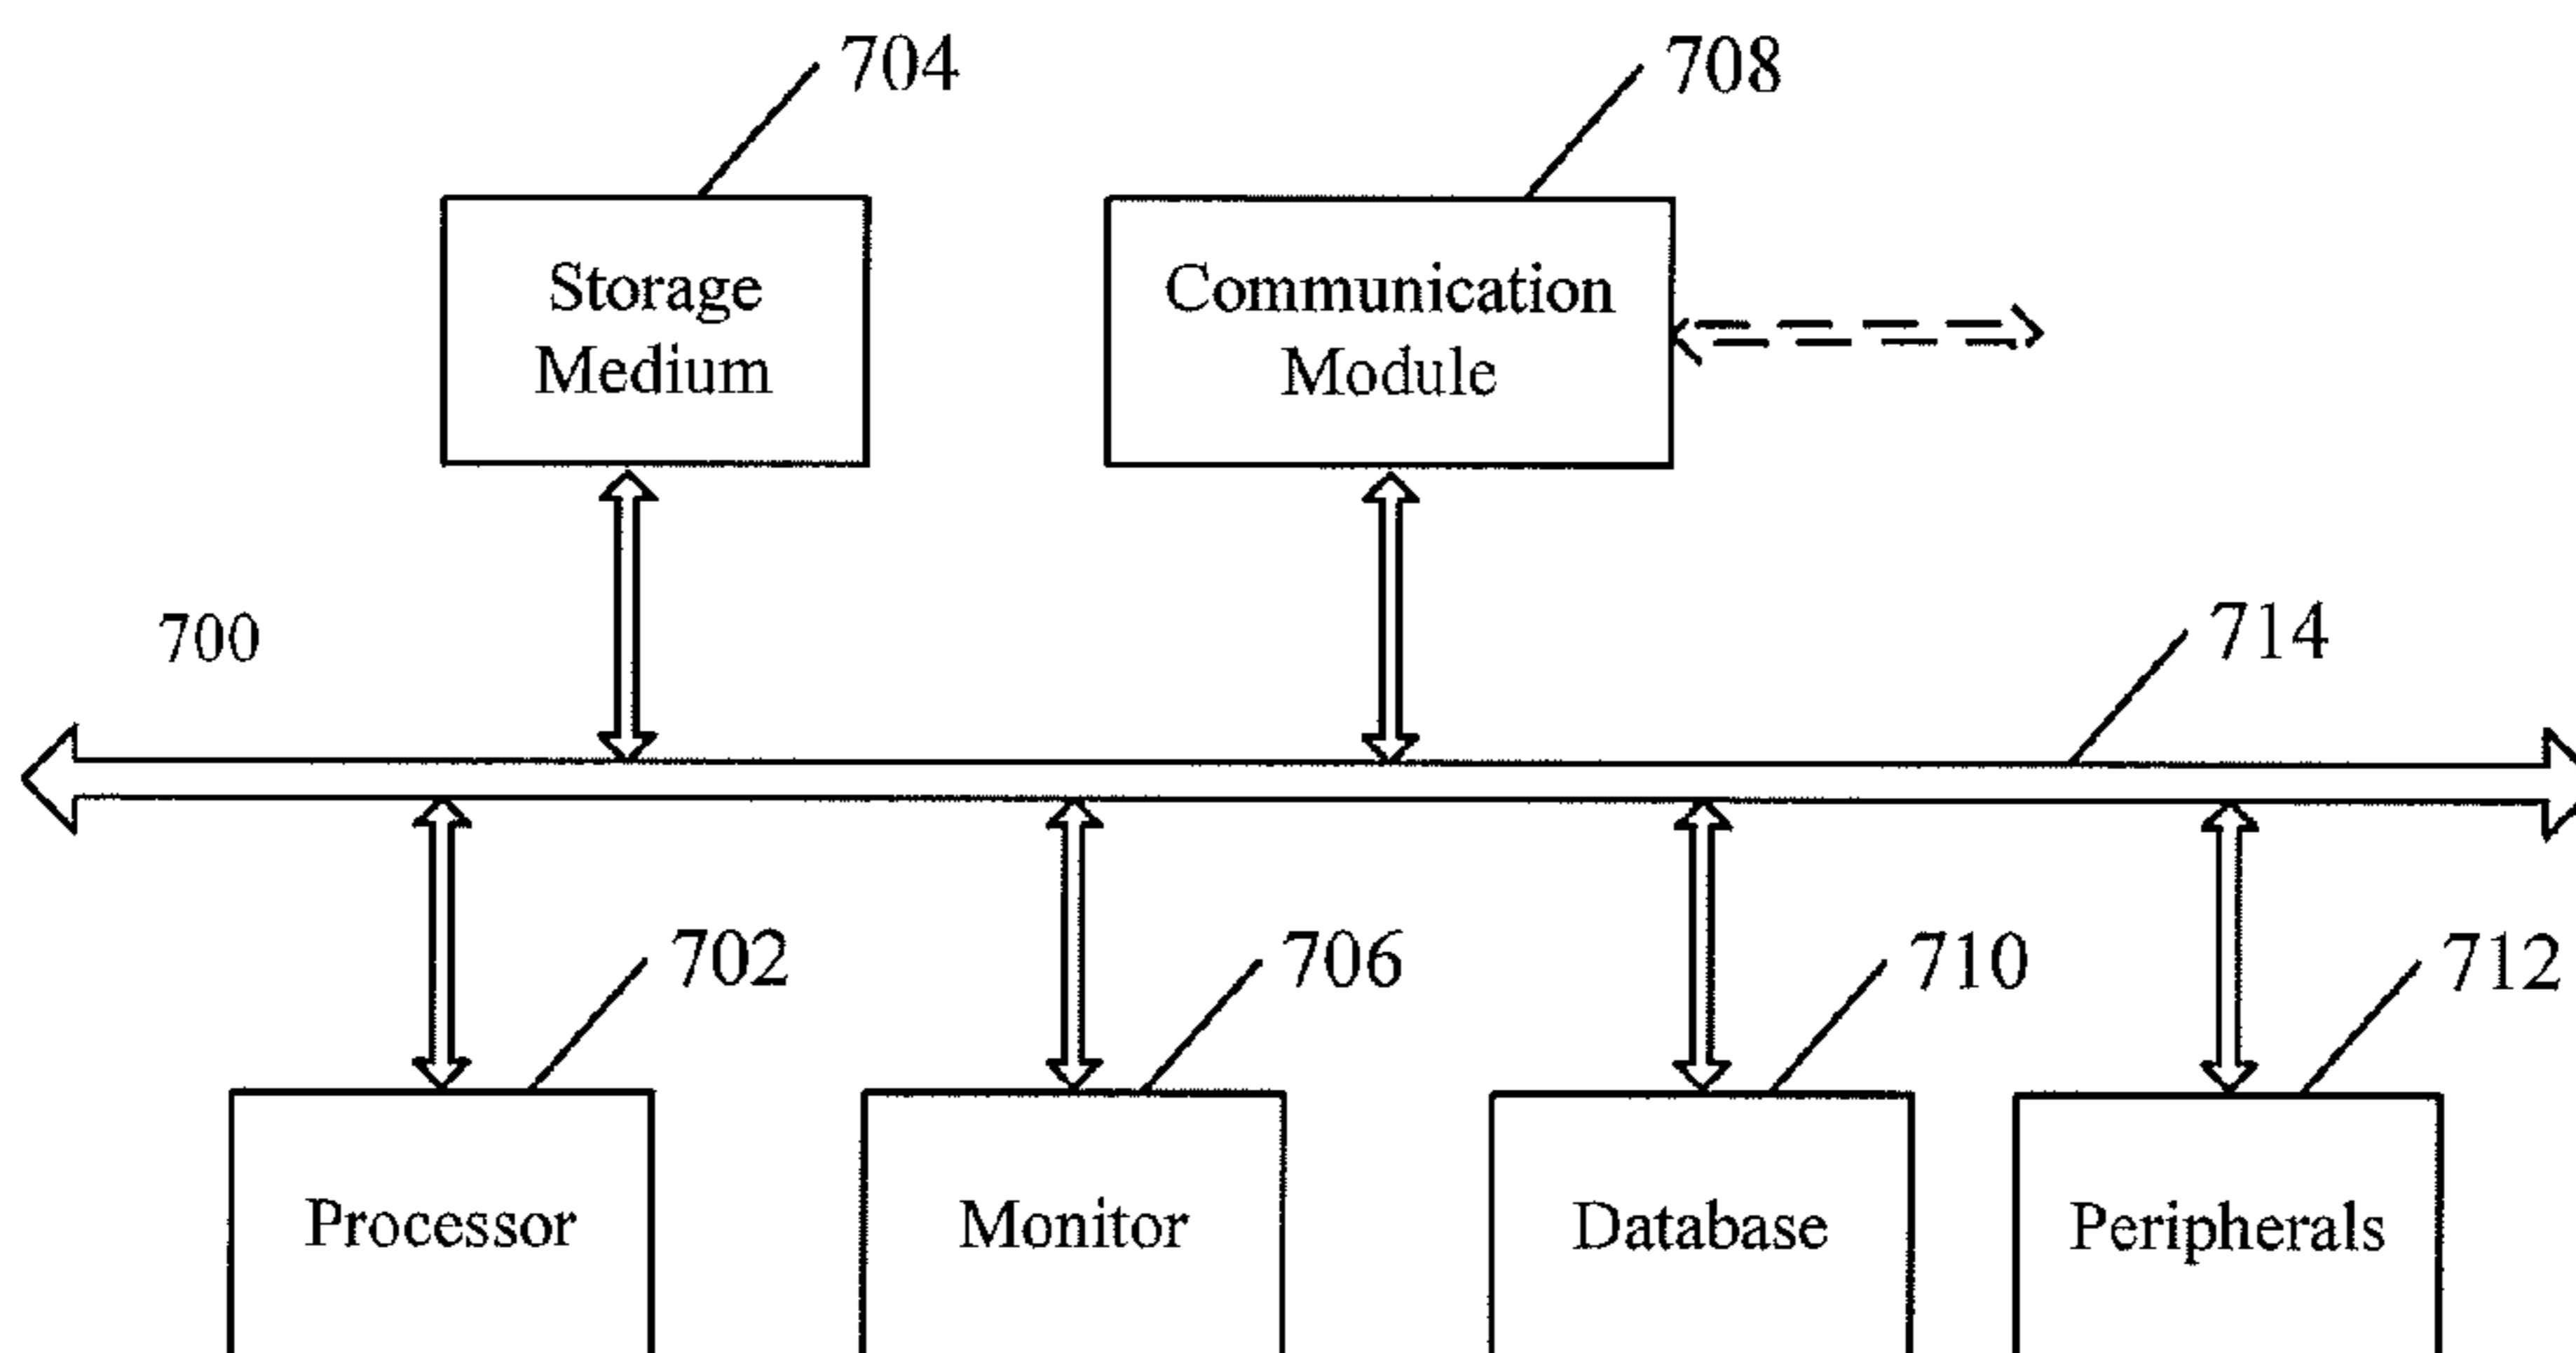 704
708
Storage
Medium
Communication
Module
700
714
702
706
710
712
Processor
Monitor
Database
Peripherals